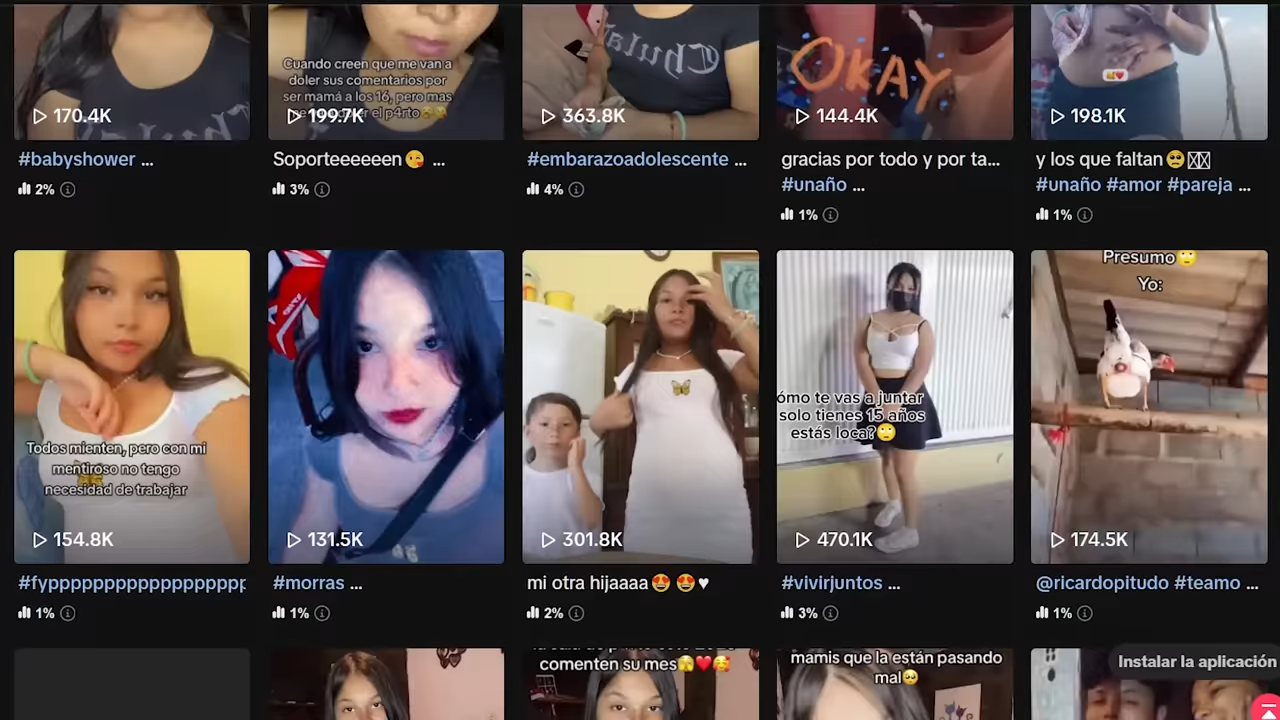 Chula
OKAY
Cuando creen que me van a
doler sus comentarios por
ser mamá a los 16, pero mas
el p4rto
170.4K
199.7K
363.8K
144.4K
198.1K
#babyshower ...
Soporteeeeeen😘 ...
#embarazoadolescente ...
gracias por todo y por ta...
#unaño ...
y los que faltan🥺
#unaño #amor #pareja ...
2%
3%
4%
1%
1%
Todos mienten, pero con mi
mentiroso no tengo
necesidad de trabajar
ómo te vas a juntar
solo tienes 15 años
estás loca?🙄
Presumo🙄
Yo:
154.8K
131.5K
301.8K
470.1K
174.5K
#fyppppppppppppppppppp
#morras ...
mi otra hijaaaa😍 😍♥
#vivirjuntos ...
@ricardopitudo #teamo ...
1%
1%
2%
3%
1%
comenten su mes🫣❤️🥰
mamis que la están pasando
mal🥺
Instalar la aplicación